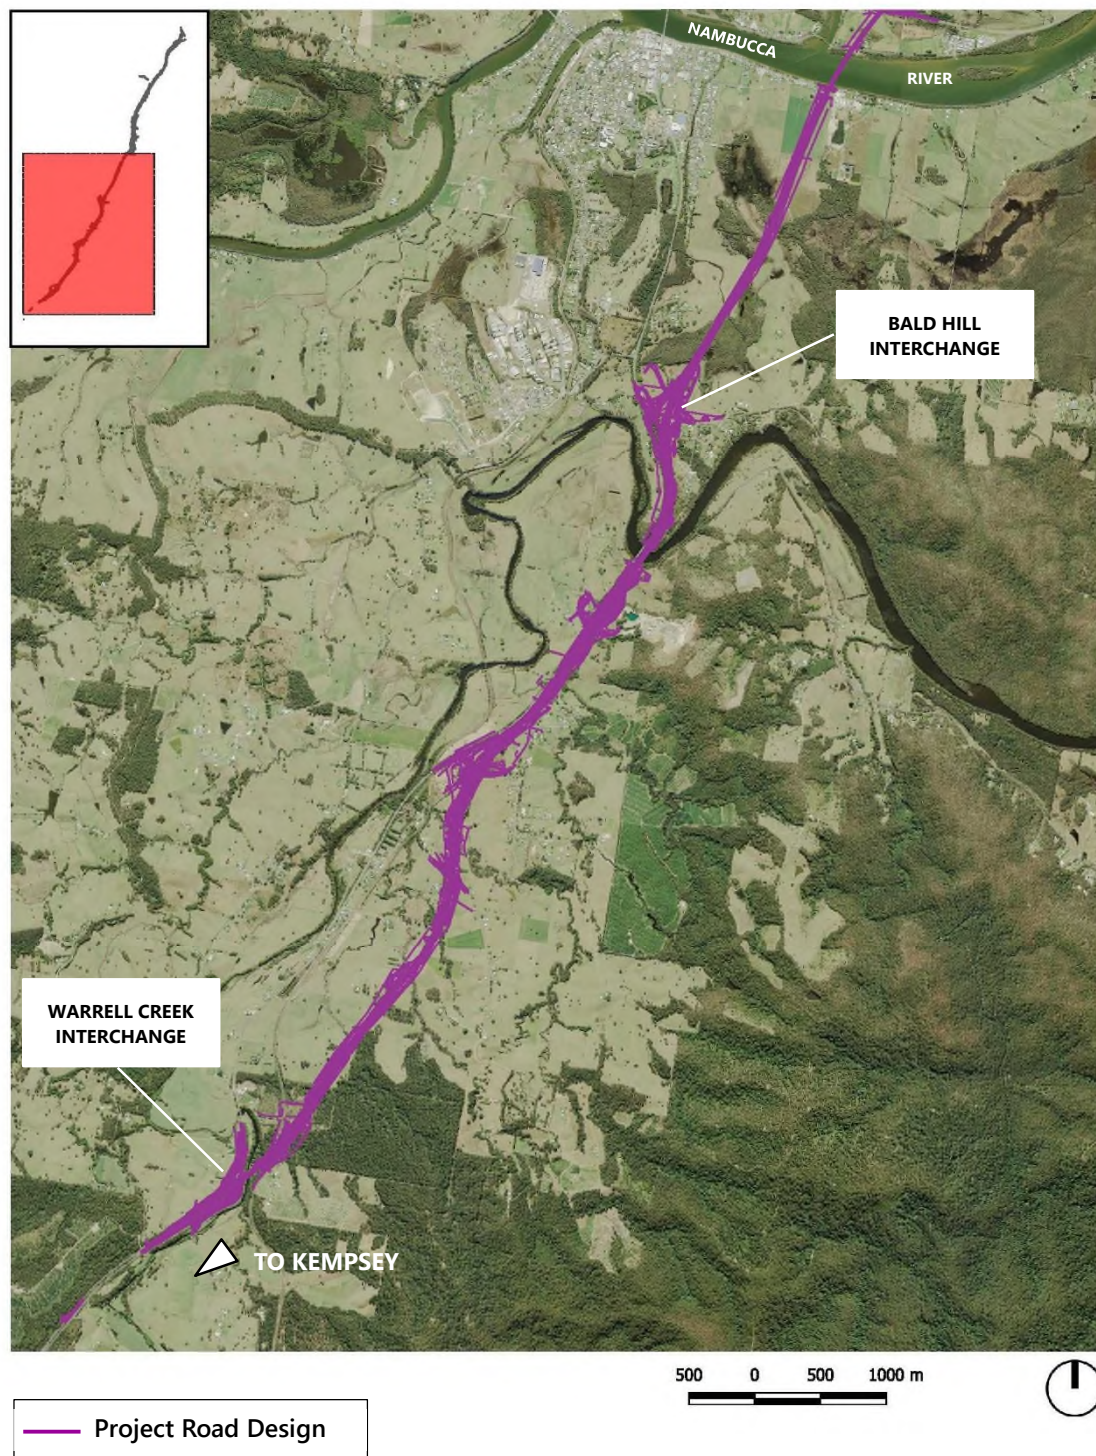 NAMBUCCA
RIVER
BALD HILL
INTERCHANGE
WARRELL CREEK
INTERCHANGE
TO KEMPSEY
500 0 500 1000 m
Project Road Design